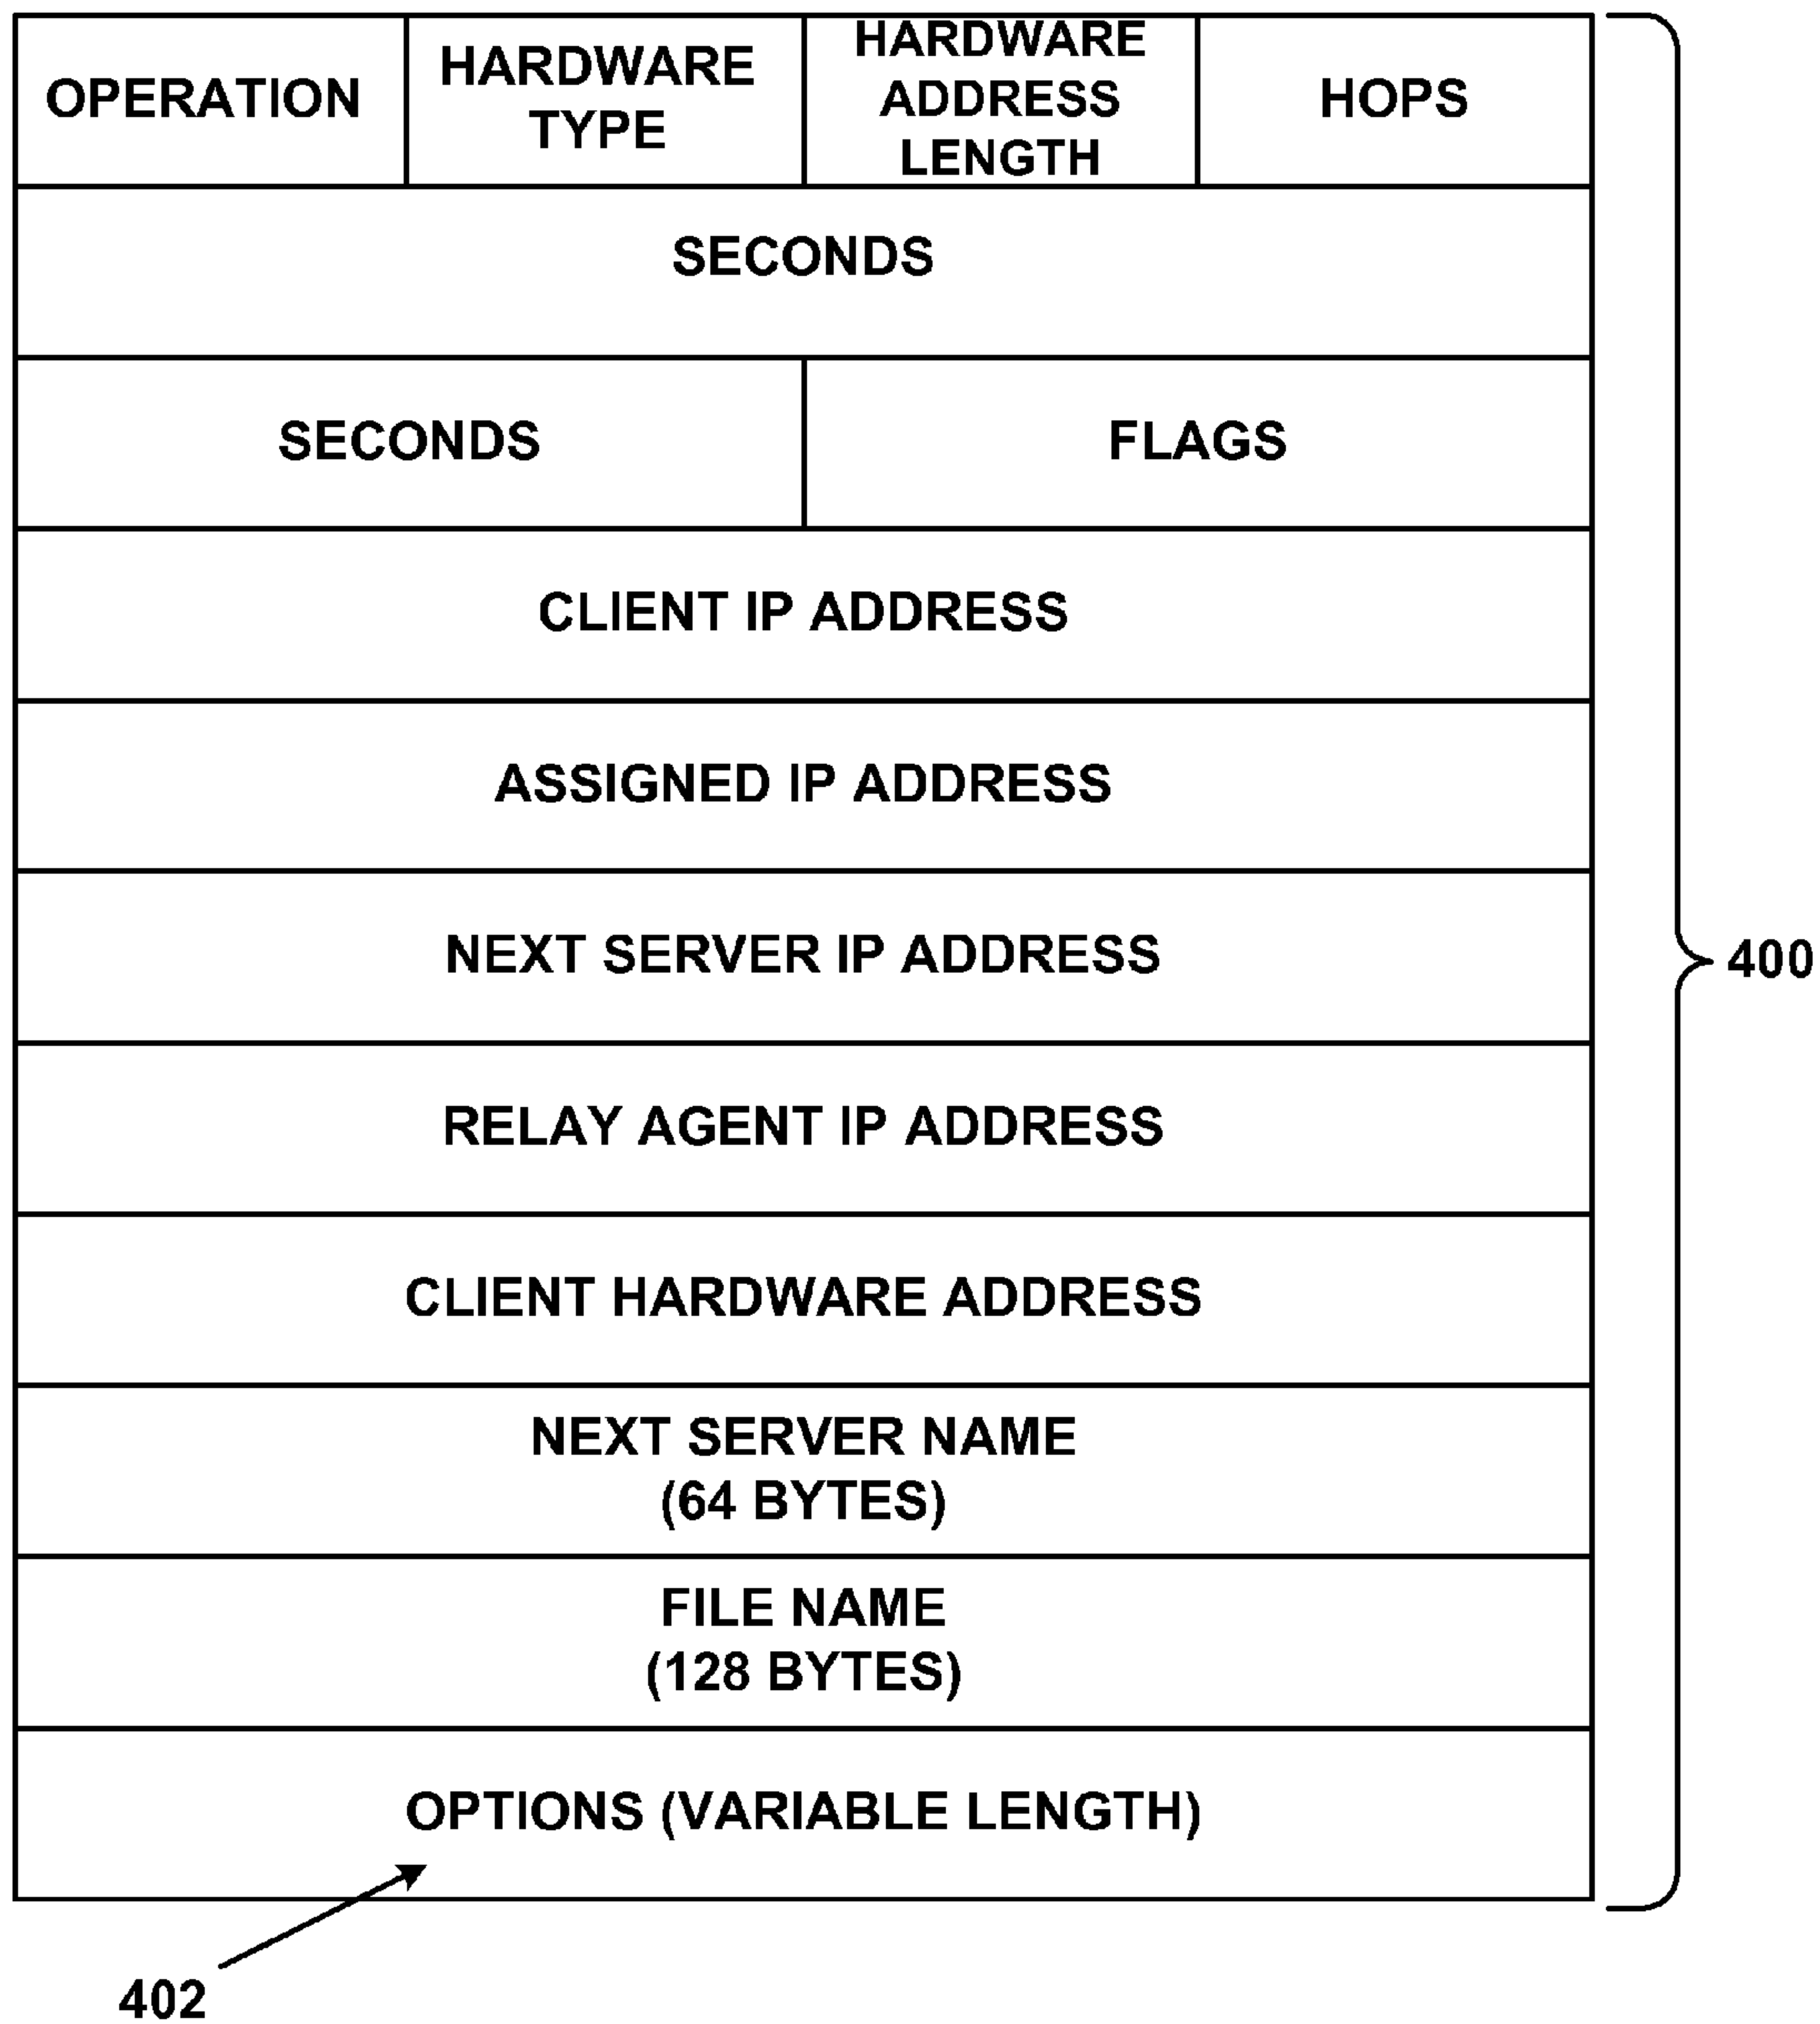 OPERATION
HARDWARE
TYPE
HARDWARE
ADDRESS
LENGTH
HOPS
SECONDS
SECONDS
FLAGS
CLIENT IP ADDRESS
ASSIGNED IP ADDRESS
NEXT SERVER IP ADDRESS
400
RELAY AGENT IP ADDRESS
CLIENT HARDWARE ADDRESS
NEXT SERVER NAME
(64 BYTES)
FILE NAME
(128 BYTES)
OPTIONS (VARIABLE LENGTH)
402